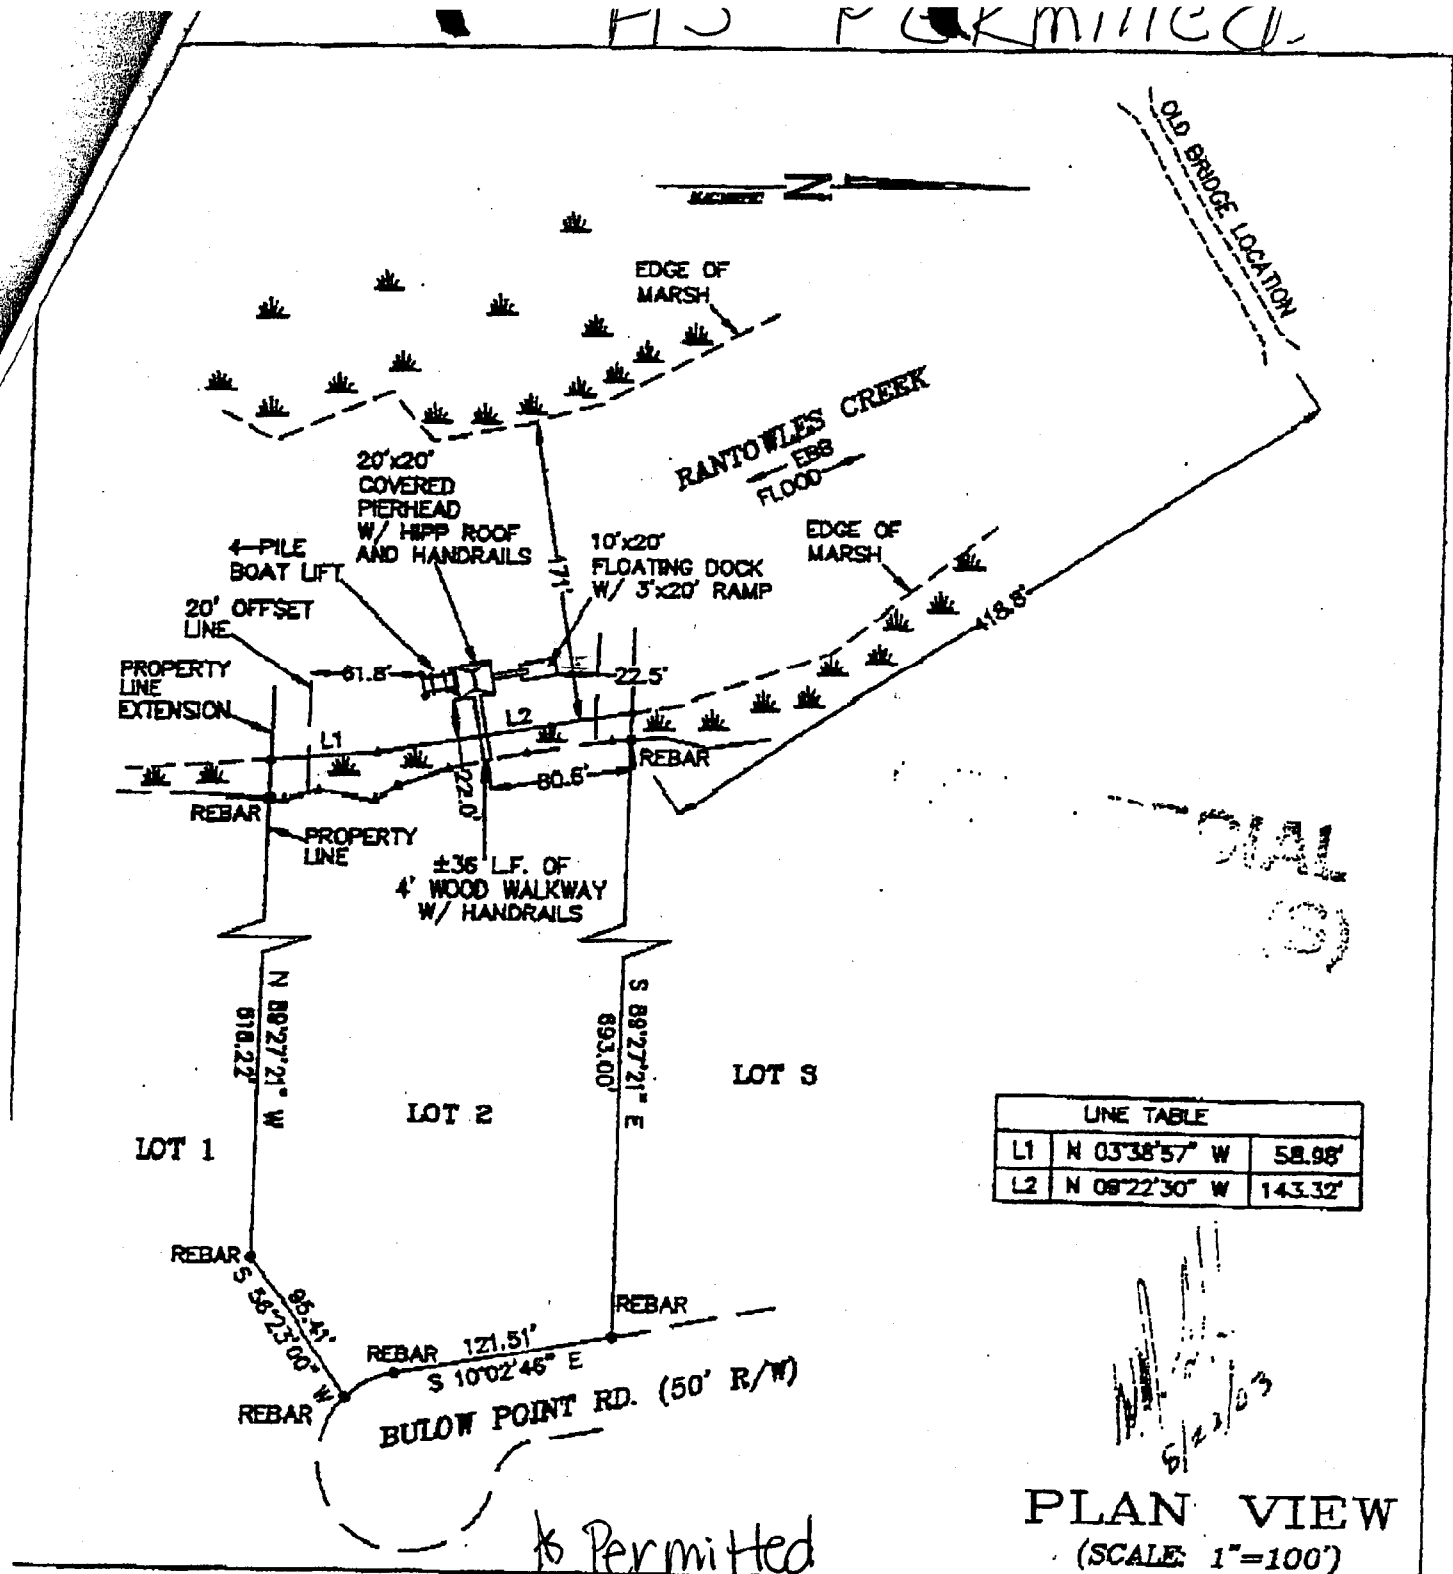 As Permitted.
OLD BRIDGE LOCATION
MAGNETIC N
EDGE OF
MARSH
RANTOWLES CREEK
EBB
FLOOD
20'x20'
COVERED
PIERHEAD
W/ HIPP ROOF
AND HANDRAILS
4-PILE
BOAT LIFT
10'x20'
FLOATING DOCK
W/ 3'x20' RAMP
171'
EDGE OF
MARSH
20' OFFSET
LINE
418.8'
PROPERTY
LINE
EXTENSION
61.8'
22.5'
L1
L2
REBAR
80.6'
22.0'
REBAR
PROPERTY
LINE
±36 L.F. OF
4' WOOD WALKWAY
W/ HANDRAILS
N 89°27'21" W
618.22'
S 89°27'21" E
693.00'
LOT 3
LOT 2
LOT 1
LINE TABLE
L1 N 03°38'57" W 58.98'
L2 N 09°22'30" W 143.32'
REBAR
S 56°23'00" W
95.41'
REBAR
REBAR
121.51'
S 10°02'46" E
REBAR
BULOW POINT RD. (50' R/W)
PLAN VIEW
(SCALE: 1"=100')
As Permitted